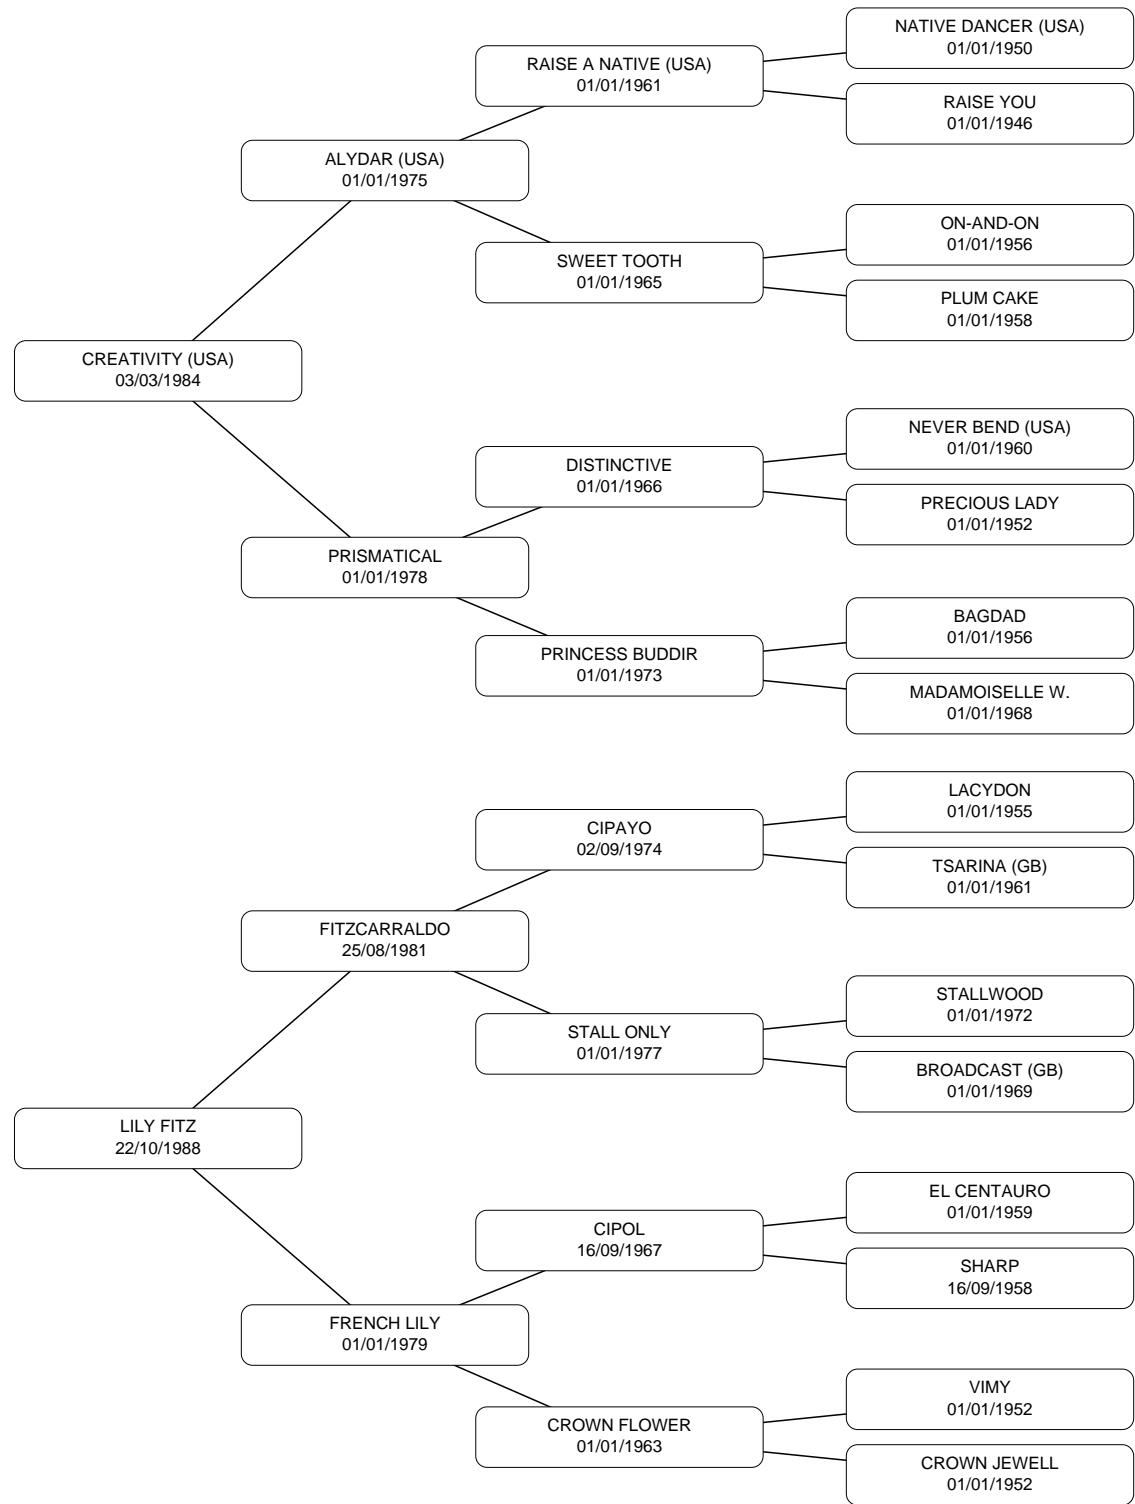 NATIVE DANCER (USA)
01/01/1950
RAISE A NATIVE (USA)
01/01/1961
RAISE YOU
01/01/1946
ALYDAR (USA)
01/01/1975
ON-AND-ON
01/01/1956
SWEET TOOTH
01/01/1965
PLUM CAKE
01/01/1958
CREATIVITY (USA)
03/03/1984
NEVER BEND (USA)
01/01/1960
DISTINCTIVE
01/01/1966
PRECIOUS LADY
01/01/1952
PRISMATICAL
01/01/1978
BAGDAD
01/01/1956
PRINCESS BUDDIR
01/01/1973
MADAMOISELLE W.
01/01/1968
LACYDON
01/01/1955
CIPAYO
02/09/1974
TSARINA (GB)
01/01/1961
FITZCARRALDO
25/08/1981
STALLWOOD
01/01/1972
STALL ONLY
01/01/1977
BROADCAST (GB)
01/01/1969
LILY FITZ
22/10/1988
EL CENTAURO
01/01/1959
CIPOL
16/09/1967
SHARP
16/09/1958
FRENCH LILY
01/01/1979
VIMY
01/01/1952
CROWN FLOWER
01/01/1963
CROWN JEWELL
01/01/1952